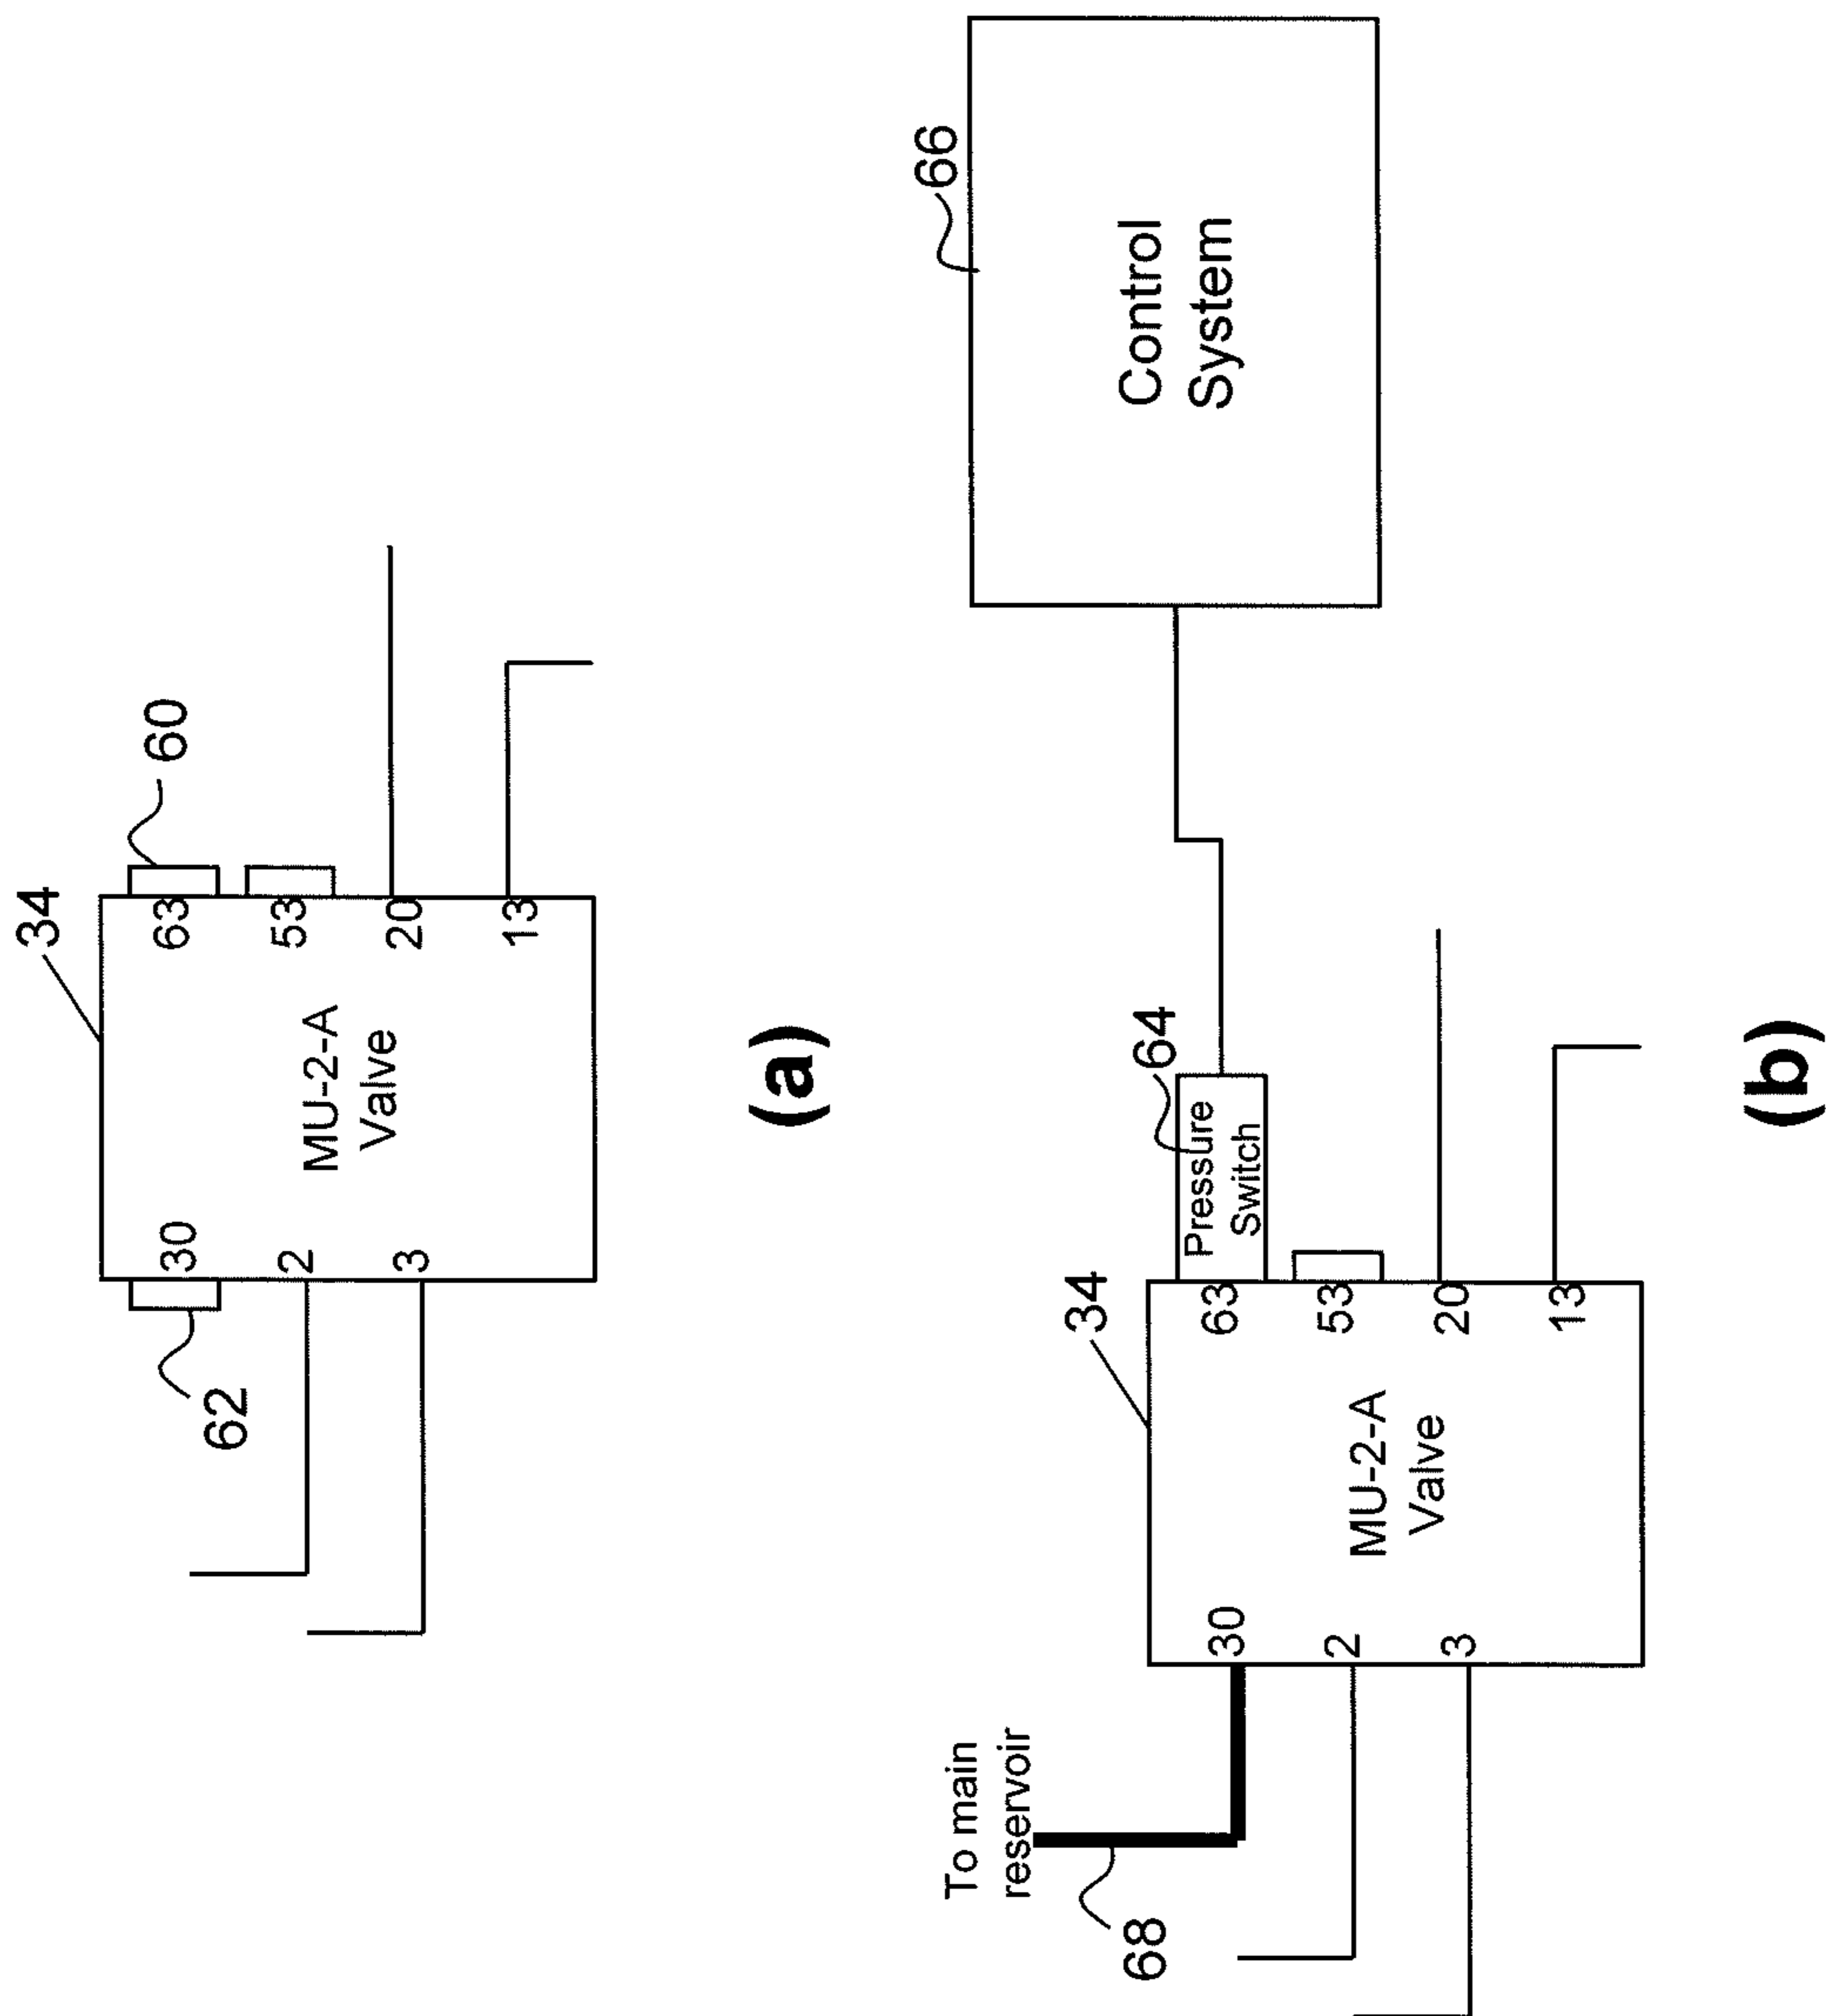 34
60
62
30
63
2
53
3
20
13
MU-2-A
Valve
(a)
66
Control
System
64
Pressure
Switch
34
To main
reservoir
68
30
63
2
53
3
20
13
MU-2-A
Valve
(b)